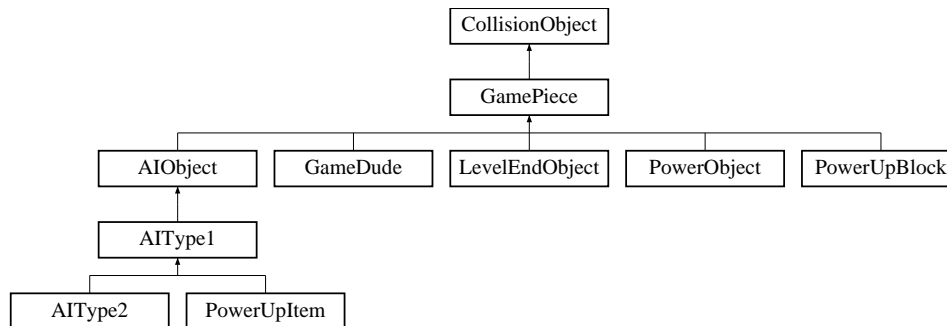 CollisionObject
GamePiece
AIObject GameDude LevelEndObject PowerObject PowerUpBlock
AIType1
AIType2 PowerUpItem